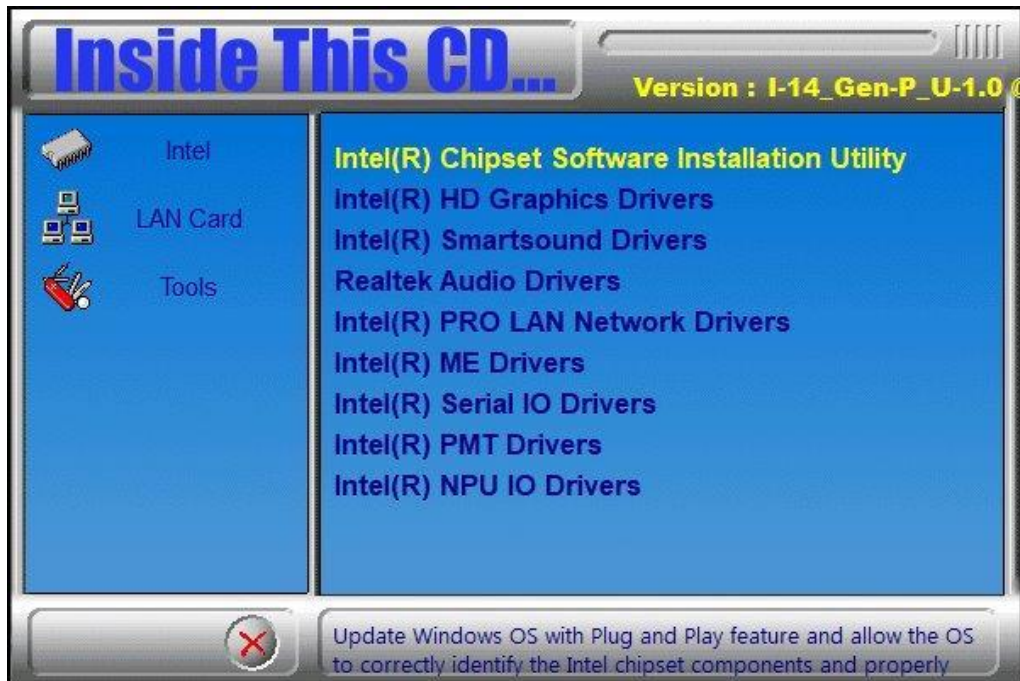 Inside This CD...
Version : I-14_Gen-P_U-1.0
Intel
LAN Card
Tools
Intel(R) Chipset Software Installation Utility
Intel(R) HD Graphics Drivers
Intel(R) Smartsound Drivers
Realtek Audio Drivers
Intel(R) PRO LAN Network Drivers
Intel(R) ME Drivers
Intel(R) Serial IO Drivers
Intel(R) PMT Drivers
Intel(R) NPU IO Drivers
Update Windows OS with Plug and Play feature and allow the OS
to correctly identify the Intel chipset components and properly